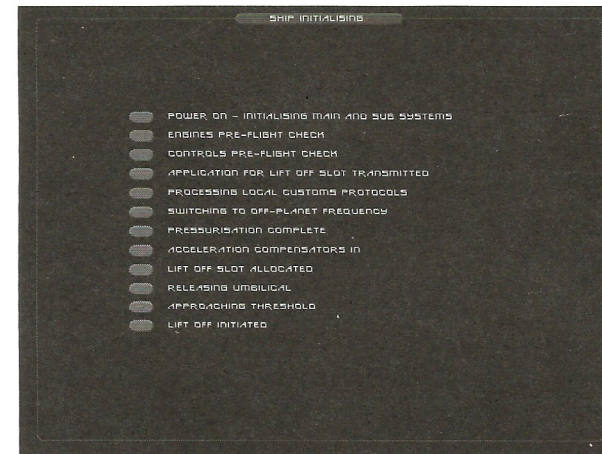 SHIP INITIALISING
POWER ON - INITIALISING MAIN AND SUB SYSTEMS
ENGINES PRE-FLIGHT CHECK
CONTROLS PRE-FLIGHT CHECK
APPLICATION FOR LIFT OFF SLOT TRANSMITTED
PROCESSING LOCAL CUSTOMS PROTOCOLS
SWITCHING TO OFF-PLANET FREQUENCY
PRESSURISATION COMPLETE
ACCELERATION COMPENSATORS IN
LIFT OFF SLOT ALLOCATED
RELEASING UMBILICAL
APPROACHING THRESHOLD
LIFT OFF INITIATED